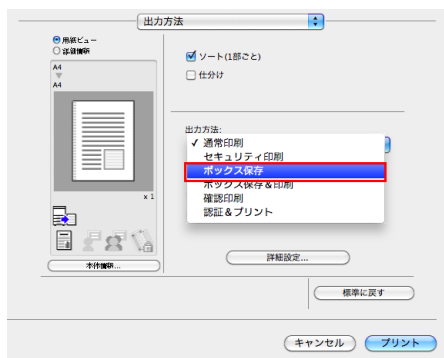 出力方法
用紙ビュー
詳細情報
A4
A4
x 1
本体情報...
ソート(1部ごと)
仕分け
出力方法:
✓ 通常印刷
セキュリティ印刷
ボックス保存
ボックス保存＆印刷
確認印刷
認証＆プリント
詳細設定...
標準に戻す
キャンセル
プリント